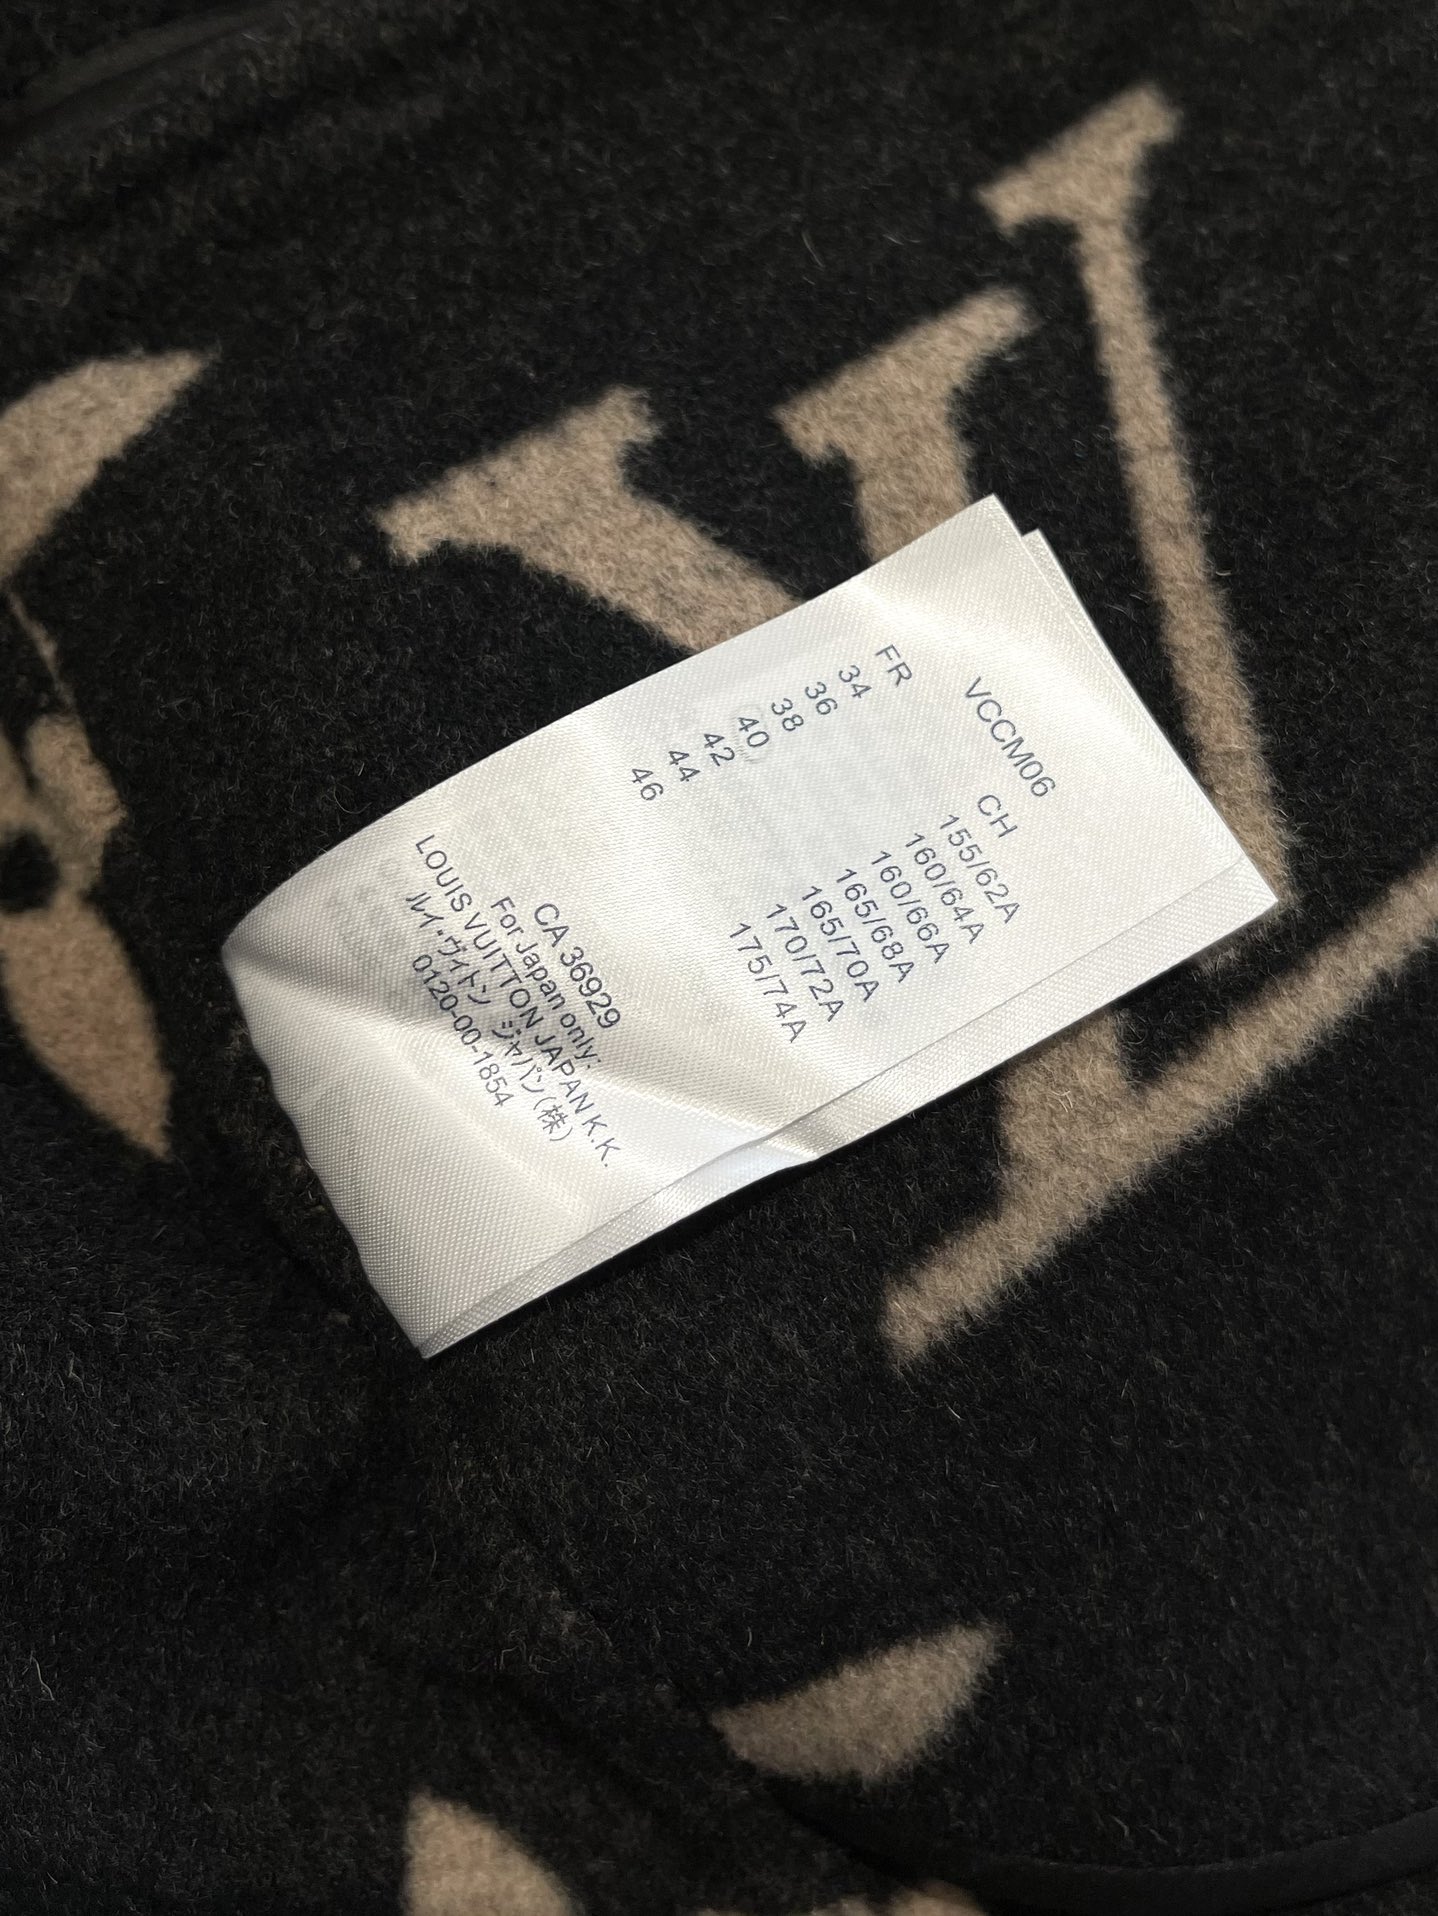 VCCM06
FR CH
34 155/62A
36 160/64A
38 160/66A
40 165/68A
42 165/70A
44 170/72A
46 175/74A
CA 36929
For Japan only:
LOUIS VUITTON JAPAN K.K.
ルイ・ヴィトン ジャパン(株)
0120-00-1854